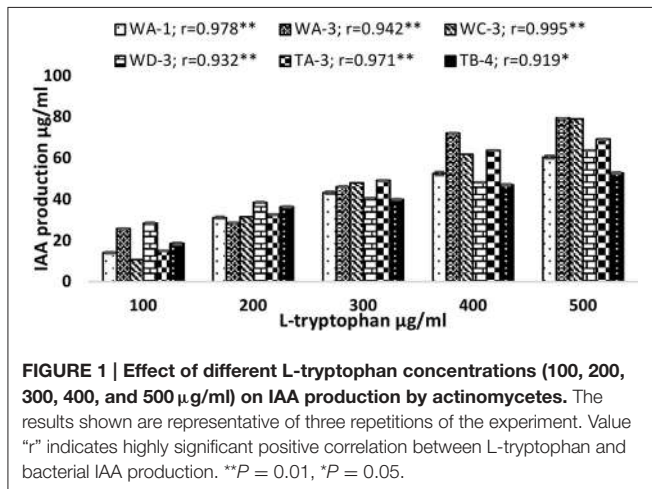 WA-1; r=0.978** WA-3; r=0.942** WC-3; r=0.995**
WD-3; r=0.932** TA-3; r=0.971** TB-4; r=0.919*
100
80
60
40
20
0
IAA production µg/ml
100 200 300 400 500
L-tryptophan µg/ml
FIGURE 1 | Effect of different L-tryptophan concentrations (100, 200,
300, 400, and 500 µg/ml) on IAA production by actinomycetes. The
results shown are representative of three repetitions of the experiment. Value
“r” indicates highly significant positive correlation between L-tryptophan and
bacterial IAA production. **P = 0.01, *P = 0.05.